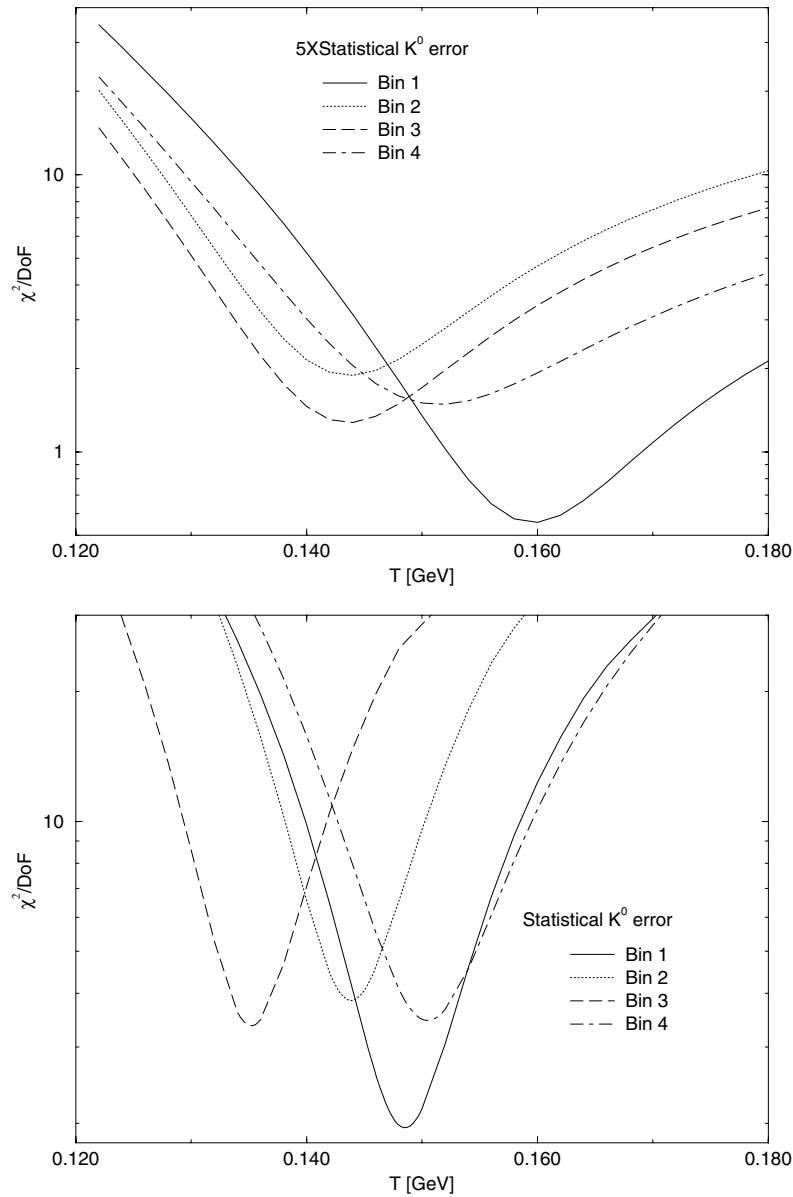 5XStatistical K⁰ error
Bin 1
Bin 2
Bin 3
Bin 4
10
1
χ²/DoF
0.120
0.140
0.160
0.180
T [GeV]
10
χ²/DoF
Statistical K⁰ error
Bin 1
Bin 2
Bin 3
Bin 4
0.120
0.140
0.160
0.180
T [GeV]